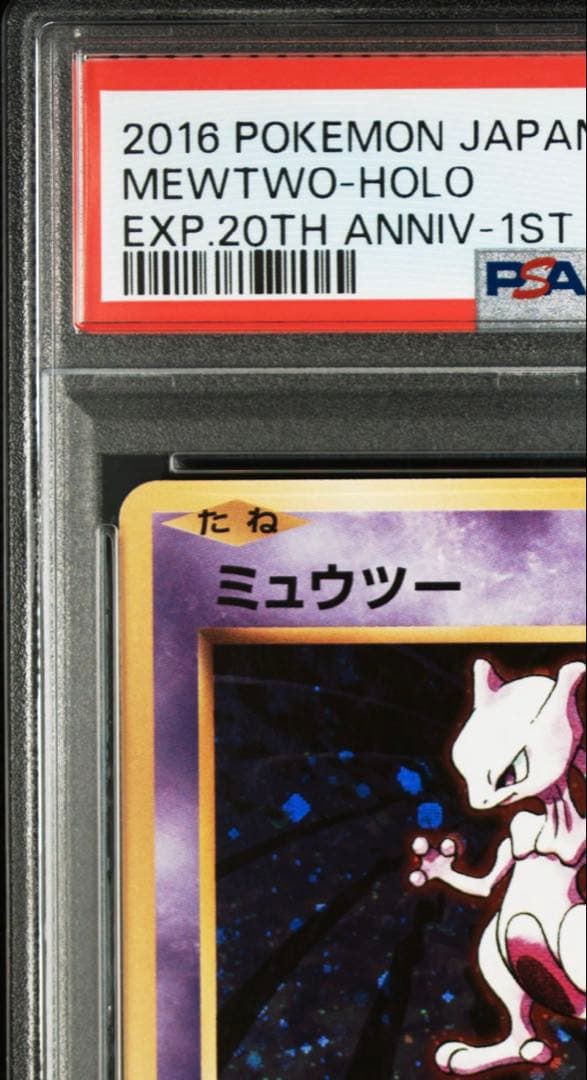 2016 POKEMON JAPAN
MEWTWO-HOLO
EXP.20TH ANNIV-1ST
PSA
たね
ミュウツー